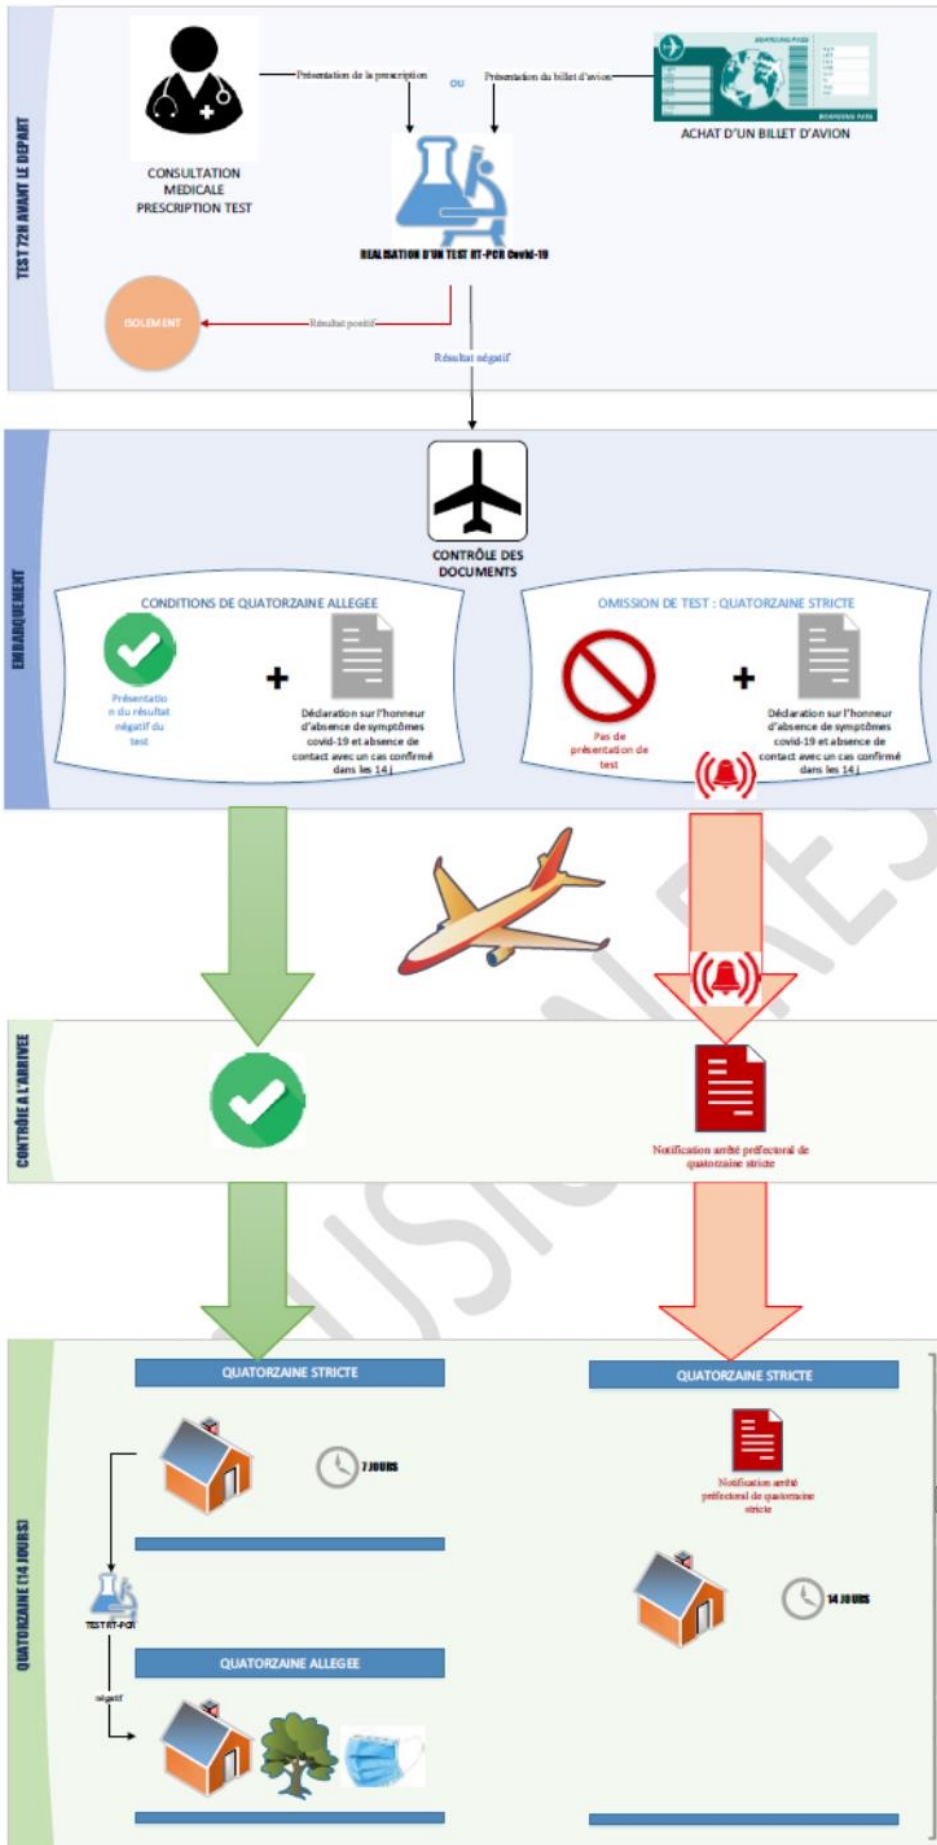 TEST 72H AVANT LE DEPART
Présentation de la prescription
OU
Présentation du billet d'avion
BOARDING PASS
BOARDING PASS
CONSULTATION
MEDICALE
PRESCRIPTION TEST
ACHAT D'UN BILLET D'AVION
REALISATION D'UN TEST RT-PCR Covid-19
ISOLEMENT
Résultat positif
Résultat négatif
EMBARQUEMENT
CONTRÔLE DES
DOCUMENTS
CONDITIONS DE QUATORZAINE ALLEGEE
Présentatio
n du résultat
négatif du
test
+
Déclaration sur l'honneur
d'absence de symptômes
covid-19 et absence de
contact avec un cas confirmé
dans les 14 j
OMISSION DE TEST : QUATORZAINE STRICTE
Pas de
présentation de
test
+
Déclaration sur l'honneur
d'absence de symptômes
covid-19 et absence de
contact avec un cas confirmé
dans les 14 j
CONTRÔLE A L'ARRIVEE
Notification arrêté préfectoral de
quatorzaine stricte
QUATORZAINE (14 JOURS)
QUATORZAINE STRICTE
7 JOURS
TEST RT-PCR
négatif
QUATORZAINE ALLEGEE
QUATORZAINE STRICTE
Notification arrêté
préfectoral de quatorzaine
stricte
14 JOURS